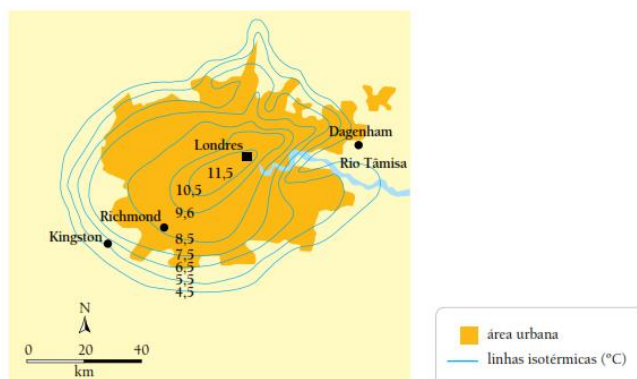 Londres
Dagenham
Rio Tâmisa
11,5
10,5
9,6
Richmond
8,5
Kingston
7,5
6,5
5,5
4,5
N
0 20 40
km
área urbana
linhas isotérmicas (°C)